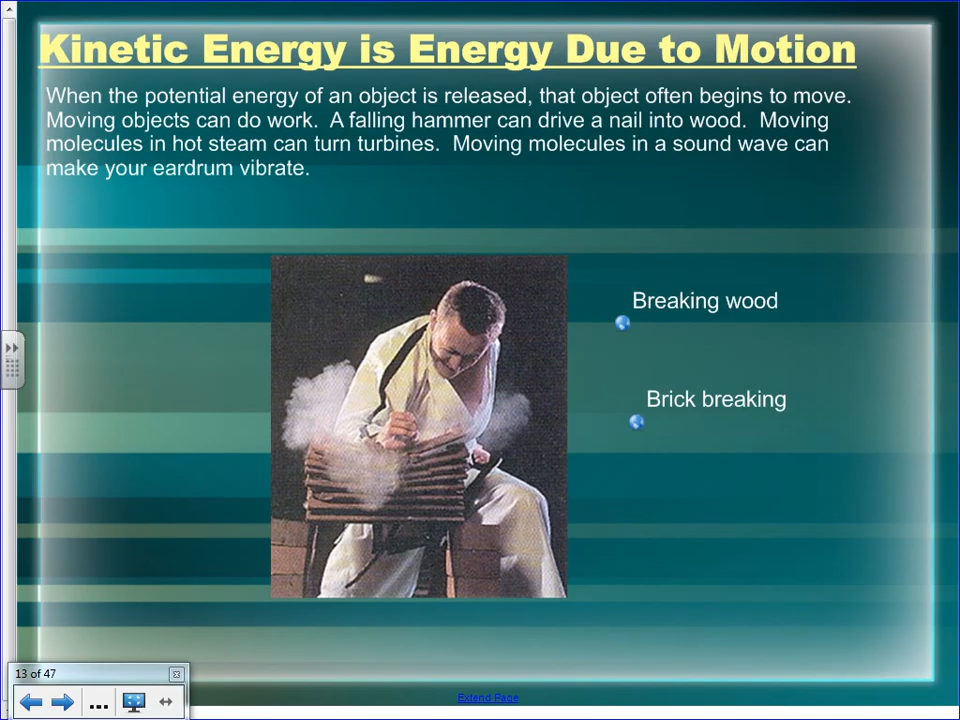 Kinetic Energy is Energy Due to Motion
When the potential energy of an object is released, that object often begins to move.
Moving objects can do work.  A falling hammer can drive a nail into wood.  Moving
molecules in hot steam can turn turbines.  Moving molecules in a sound wave can
make your eardrum vibrate.
Breaking wood
Brick breaking
13 of 47
...
Extend Page